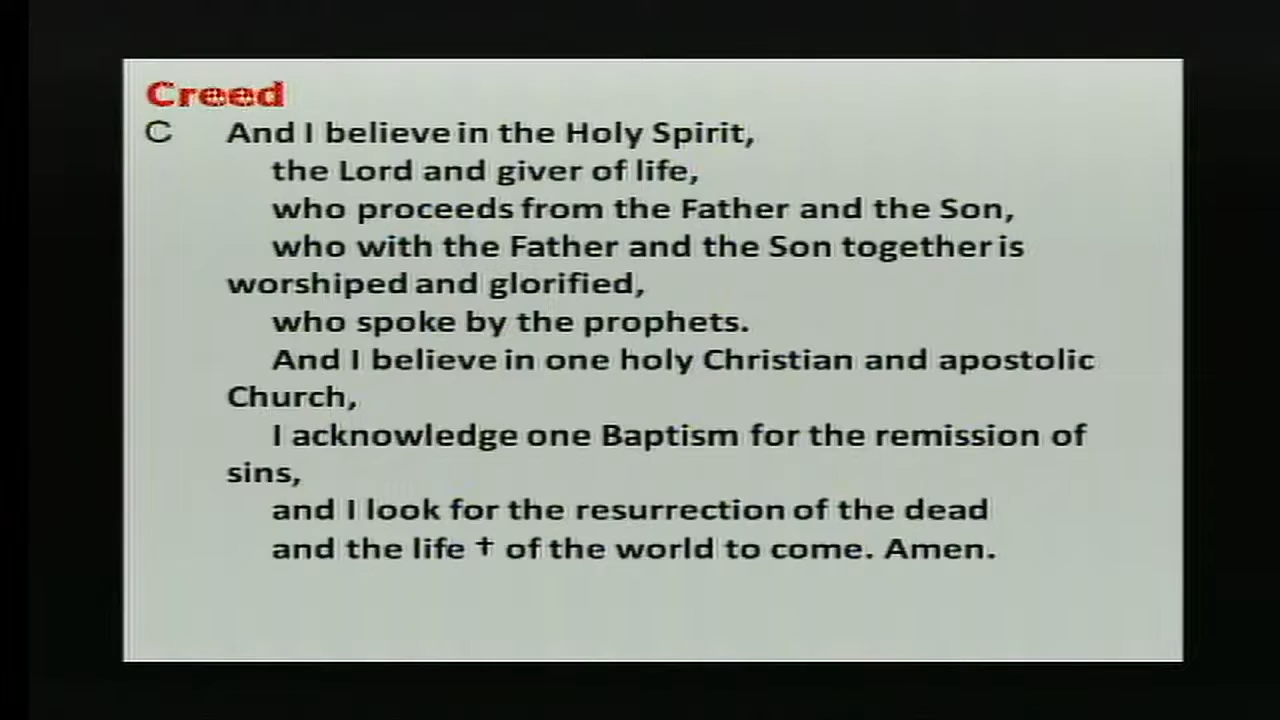 Creed
C And I believe in the Holy Spirit,
the Lord and giver of life,
who proceeds from the Father and the Son,
who with the Father and the Son together is
worshiped and glorified,
who spoke by the prophets.
And I believe in one holy Christian and apostolic
Church,
I acknowledge one Baptism for the remission of
sins,
and I look for the resurrection of the dead
and the life † of the world to come. Amen.